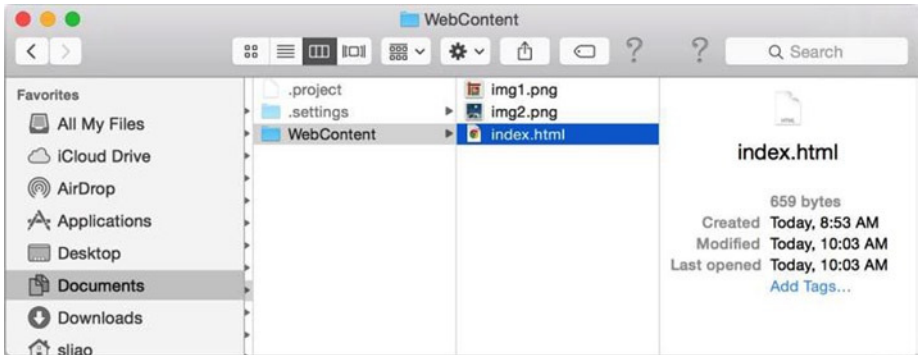 WebContent
? ? Search
Favorites
All My Files
iCloud Drive
AirDrop
Applications
Desktop
Documents
Downloads
sliao
.project
.settings
WebContent
img1.png
img2.png
index.html
HTML
index.html
659 bytes
Created Today, 8:53 AM
Modified Today, 10:03 AM
Last opened Today, 10:03 AM
Add Tags...